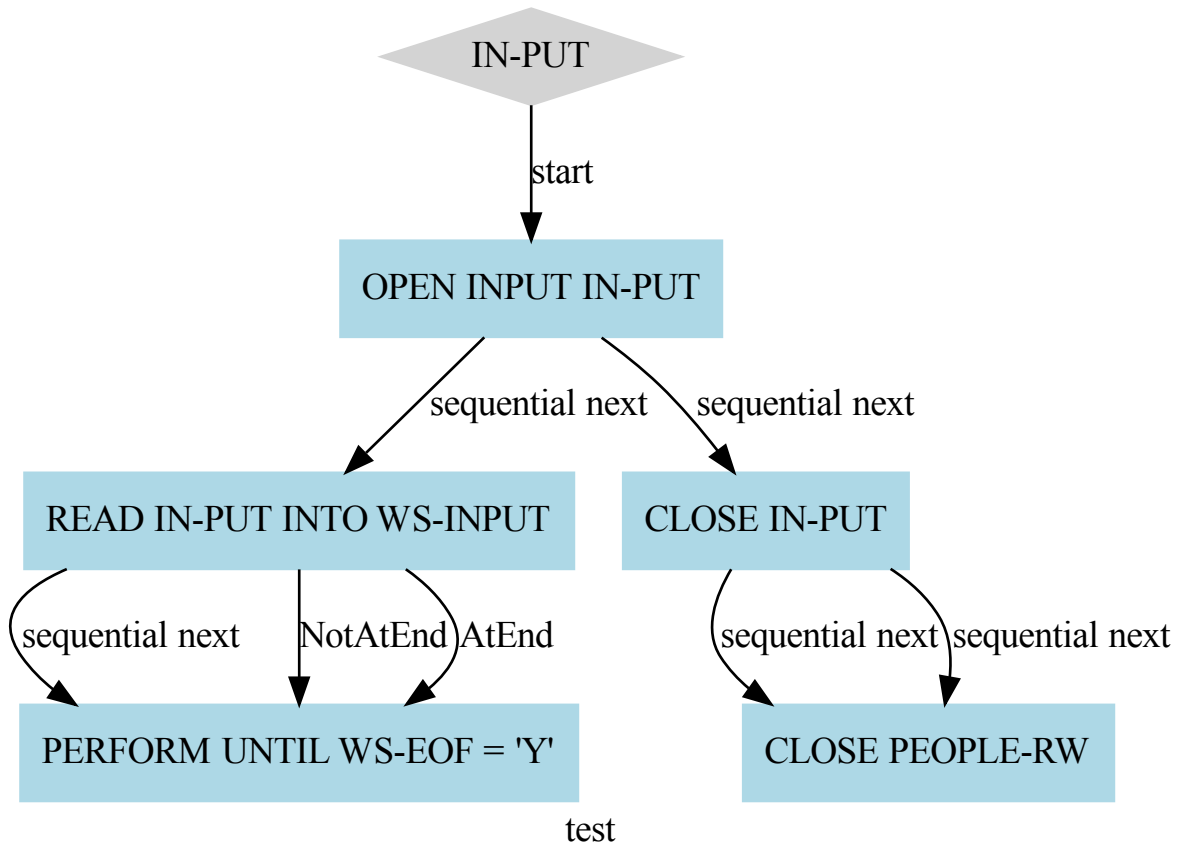 IN-PUT
start
OPEN INPUT IN-PUT
sequential next
sequential next
READ IN-PUT INTO WS-INPUT
CLOSE IN-PUT
sequential next
NotAtEnd
AtEnd
sequential next
sequential next
PERFORM UNTIL WS-EOF = 'Y'
CLOSE PEOPLE-RW
test